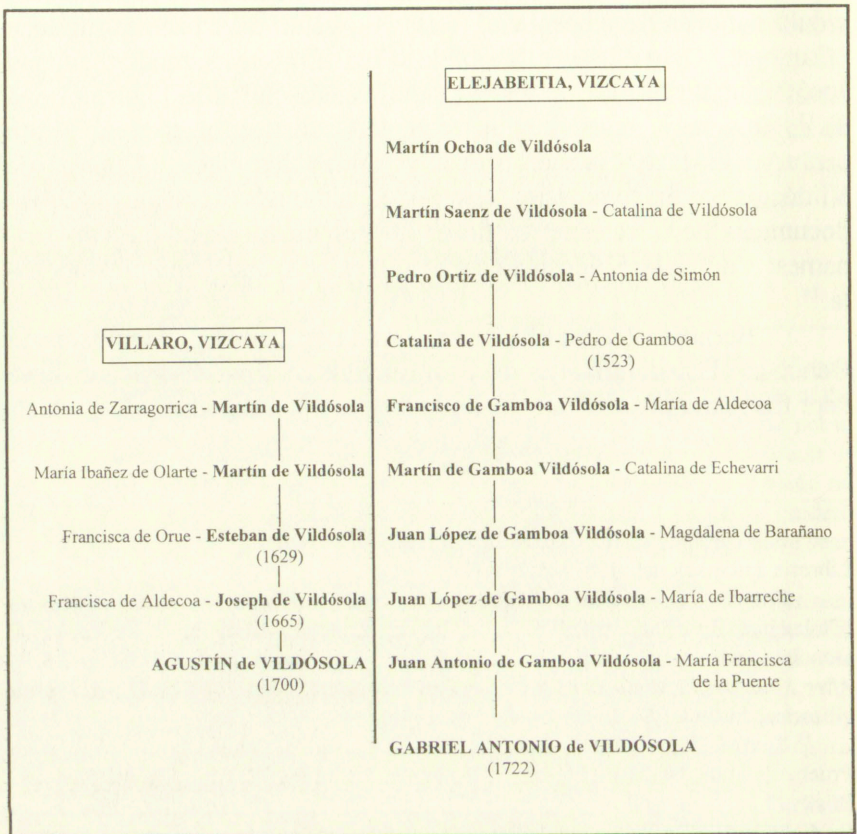 ELEJABEITIA, VIZCAYA
Martín Ochoa de Vildósola
Martín Saenz de Vildósola - Catalina de Vildósola
Pedro Ortiz de Vildósola - Antonia de Simón
Catalina de Vildósola - Pedro de Gamboa
(1523)
Francisco de Gamboa Vildósola - María de Aldecoa
Martín de Gamboa Vildósola - Catalina de Echevarri
Juan López de Gamboa Vildósola - Magdalena de Barañano
Juan López de Gamboa Vildósola - María de Ibarreche
Juan Antonio de Gamboa Vildósola - María Francisca
de la Puente
GABRIEL ANTONIO de VILDÓSOLA
(1722)
VILLARO, VIZCAYA
Antonia de Zarragorrica - Martín de Vildósola
María Ibañez de Olarte - Martín de Vildósola
Francisca de Orue - Esteban de Vildósola
(1629)
Francisca de Aldecoa - Joseph de Vildósola
(1665)
AGUSTÍN de VILDÓSOLA
(1700)